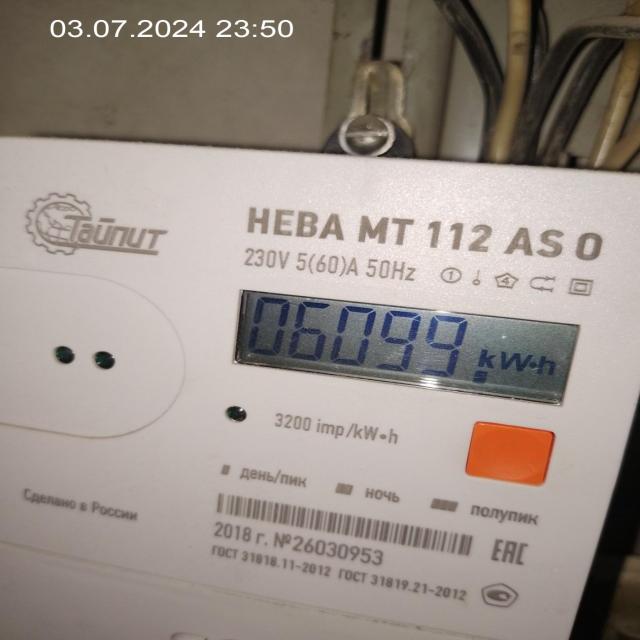 03.07.2024 23:50
Тайпит
НЕВА МТ 112 AS O
230V 5(60)A 50Hz
4
06099 kW•h
3200 imp/kW•h
день/пик
ночь
полупик
Сделано в России
2018 г. №26030953
ЕАС
ГОСТ 31818.11-2012 ГОСТ 31819.21-2012